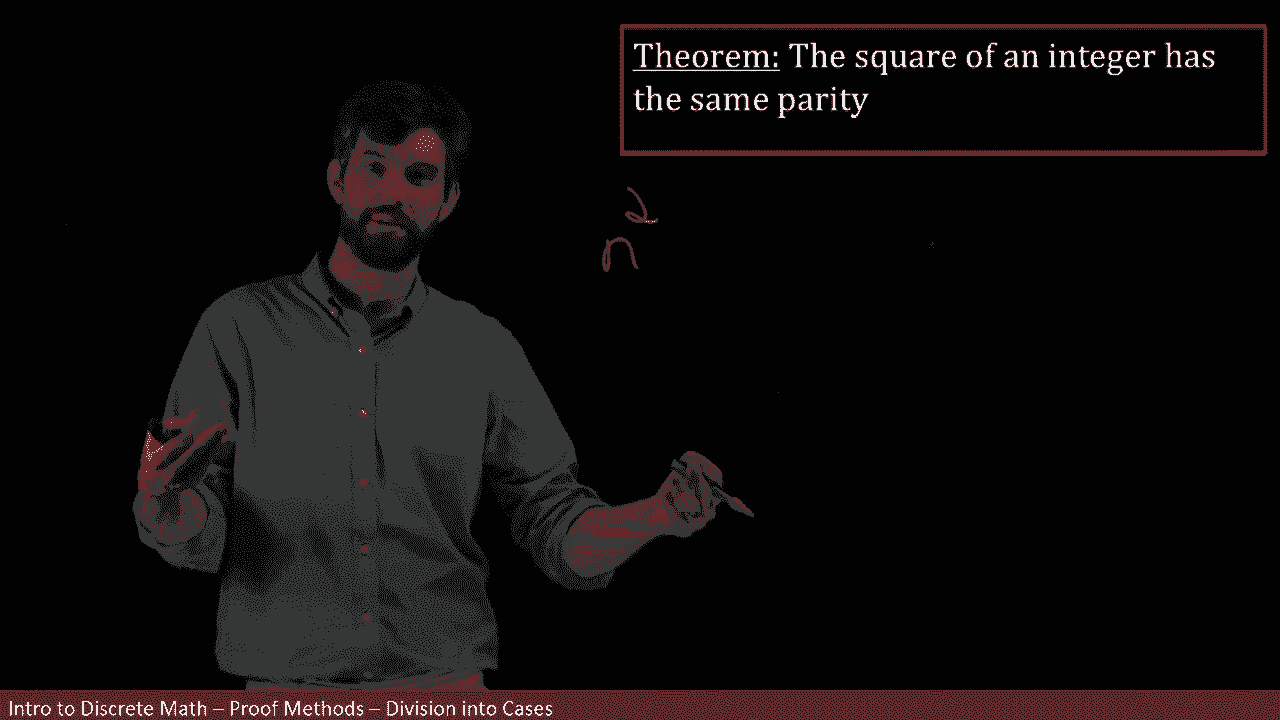 Theorem: The square of an integer has
the same parity
n²
Intro to Discrete Math – Proof Methods – Division into Cases